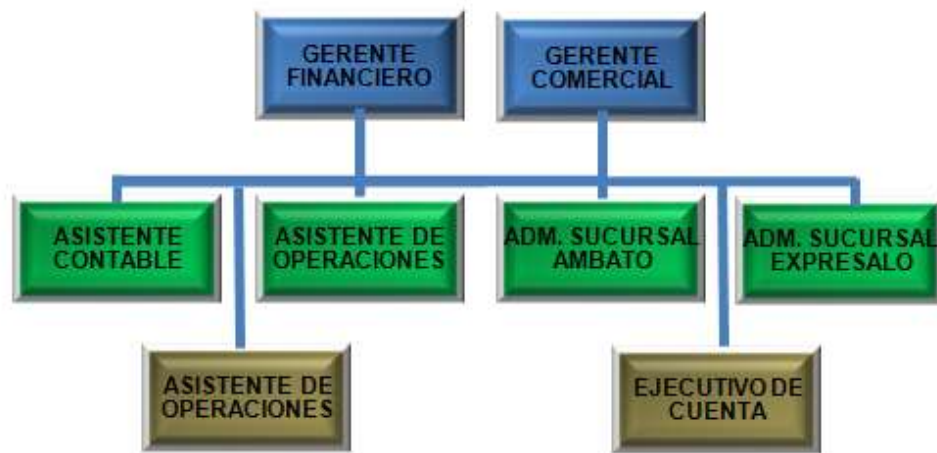 GERENTE
FINANCIERO
GERENTE
COMERCIAL
ASISTENTE
CONTABLE
ASISTENTE DE
OPERACIONES
ADM. SUCURSAL
AMBATO
ADM. SUCURSAL
EXPRESALO
ASISTENTE DE
OPERACIONES
EJECUTIVO DE
CUENTA